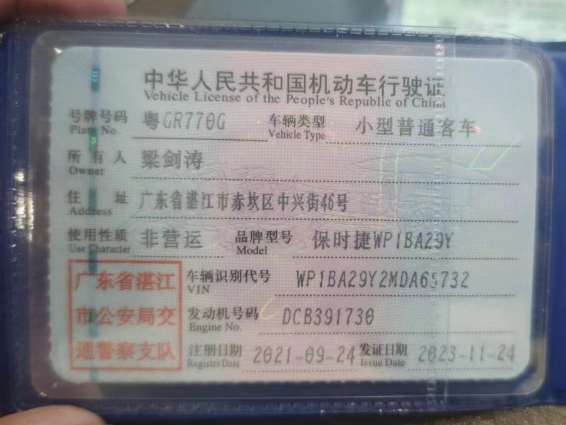 中华人民共和国机动车行驶证
Vehicle License of the People's Republic of China
号牌号码 粤GR770G 车辆类型 小型普通客车
Plate No. Vehicle Type
所有人 梁剑涛
Owner
住址 广东省湛江市赤坎区中兴街46号
Address
使用性质 非营运 品牌型号 保时捷WP1BA29Y
Use Character Model
广东省湛江
市公安局交
通警察支队
车辆识别代号 WP1BA29Y2MDA65732
VIN
发动机号码 DCB391730
Engine No.
注册日期 2021-09-24 发证日期 2023-11-24
Register Date Issue Date